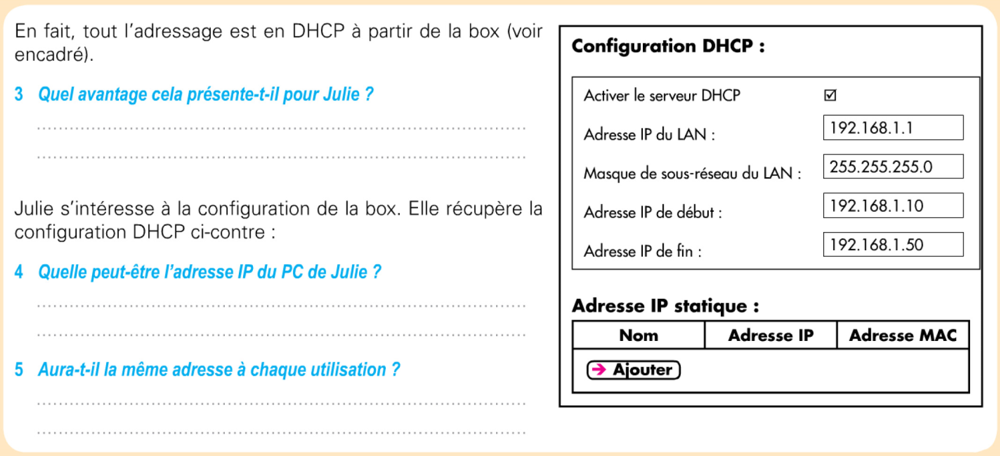 En fait, tout l'adressage est en DHCP à partir de la box (voir
encadré).
3 Quel avantage cela présente-t-il pour Julie ?
Julie s'intéresse à la configuration de la box. Elle récupère la
configuration DHCP ci-contre :
4 Quelle peut-être l'adresse IP du PC de Julie ?
5 Aura-t-il la même adresse à chaque utilisation ?
Configuration DHCP :
Activer le serveur DHCP ☑
Adresse IP du LAN : 192.168.1.1
Masque de sous-réseau du LAN : 255.255.255.0
Adresse IP de début : 192.168.1.10
Adresse IP de fin : 192.168.1.50
Adresse IP statique :
Nom Adresse IP Adresse MAC
➔ Ajouter